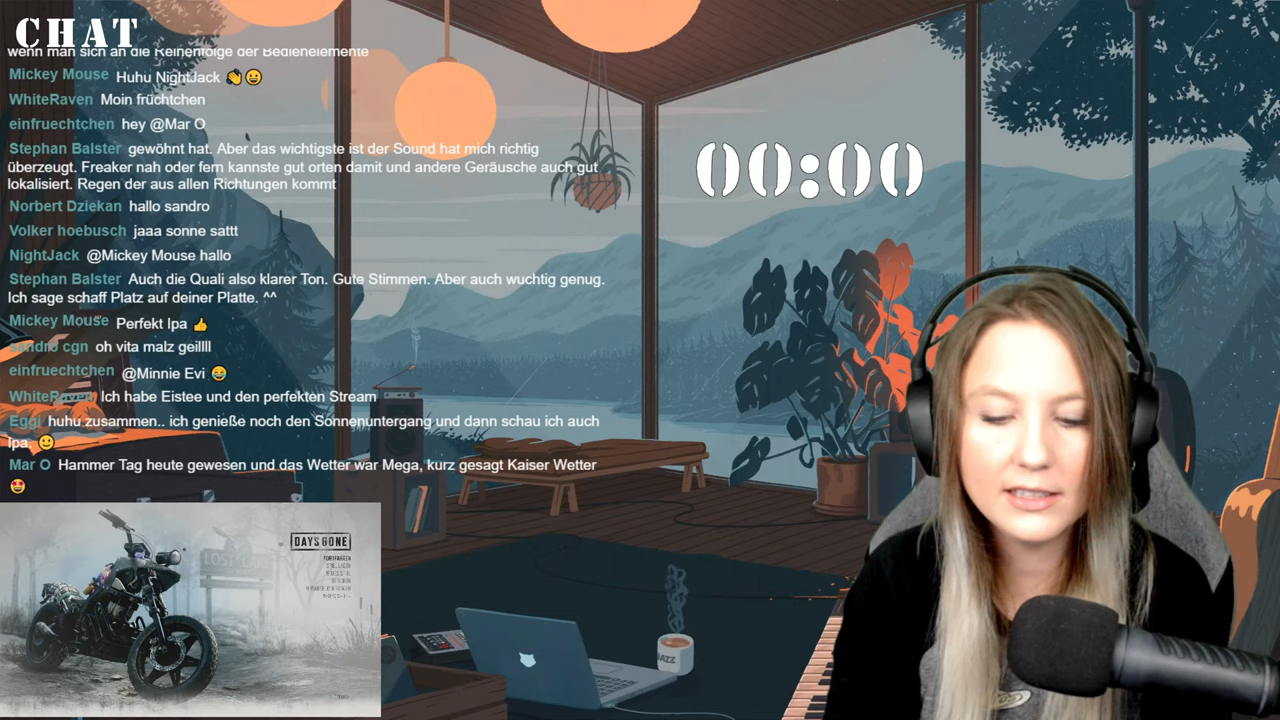 CHAT
wenn man sich an die Reihenfolge der Bedienelemente
Mickey Mouse Huhu NightJack 👋😀
WhiteRaven Moin früchtchen
einfruechtchen hey @Mar O
Stephan Balster gewöhnt hat. Aber das wichtigste ist der Sound hat mich richtig
überzeugt. Freaker nah oder fern kannste gut orten damit und andere Geräusche auch gut
lokalisiert. Regen der aus allen Richtungen kommt
Norbert Dziekan hallo sandro
Volker hoebusch jaaa sonne sattt
NightJack @Mickey Mouse hallo
Stephan Balster Auch die Quali also klarer Ton. Gute Stimmen. Aber auch wuchtig genug.
Ich sage schaff Platz auf deiner Platte. ^^
Mickey Mouse Perfekt Ipa 👍
sandro cgn oh vita malz geillll
einfruechtchen @Minnie Evi 😂
WhiteRaven Ich habe Eistee und den perfekten Stream
Eggi huhu zusammen.. ich genieße noch den Sonnenuntergang und dann schau ich auch
Ipa, 🙂
Mar O Hammer Tag heute gewesen und das Wetter war Mega, kurz gesagt Kaiser Wetter
🤩
00:00
DAYS GONE
FORTFAHREN
LOST
JAZZ